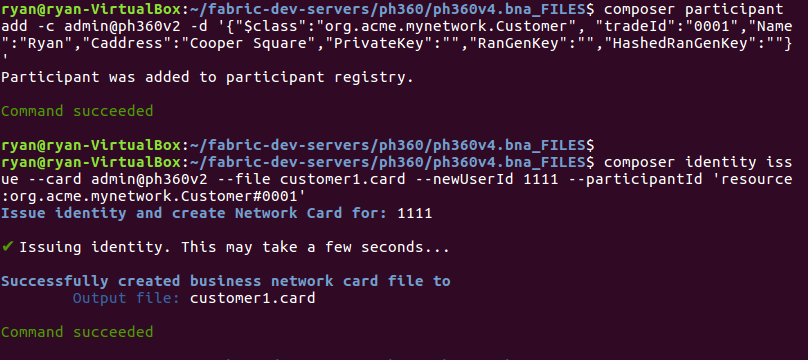 ryan@ryan-VirtualBox:~/fabric-dev-servers/ph360/ph360v4.bna_FILES$ composer participant
add -c admin@ph360v2 -d '{"$class":"org.acme.mynetwork.Customer", "tradeId":"0001","Name
":"Ryan","Caddress":"Cooper Square","PrivateKey":"","RanGenKey":"","HashedRanGenKey":""}
'
Participant was added to participant registry.
Command succeeded
ryan@ryan-VirtualBox:~/fabric-dev-servers/ph360/ph360v4.bna_FILES$
ryan@ryan-VirtualBox:~/fabric-dev-servers/ph360/ph360v4.bna_FILES$ composer identity iss
ue --card admin@ph360v2 --file customer1.card --newUserId 1111 --participantId 'resource
:org.acme.mynetwork.Customer#0001'
Issue identity and create Network Card for: 1111
✔ Issuing identity. This may take a few seconds...
Successfully created business network card file to
Output file: customer1.card
Command succeeded